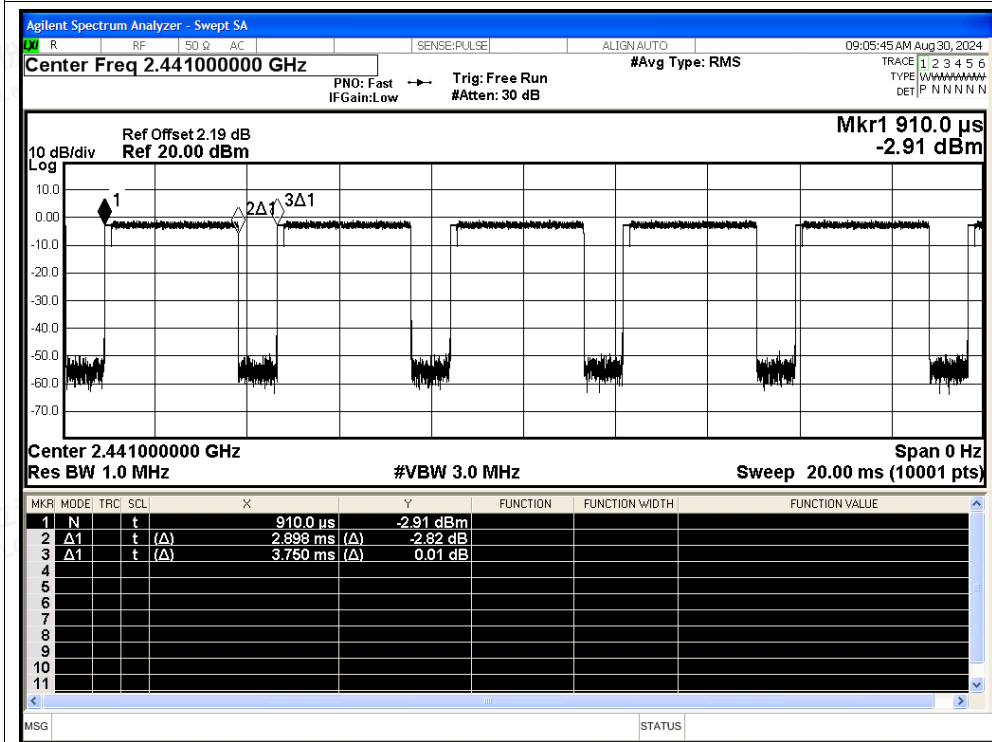 Agilent Spectrum Analyzer - Swept SA
LXI R RF 50 Ω AC SENSE:PULSE ALIGN AUTO 09:05:45 AM Aug 30, 2024
Center Freq 2.441000000 GHz #Avg Type: RMS TRACE 1 2 3 4 5 6
PNO: Fast Trig: Free Run TYPE
IFGain:Low #Atten: 30 dB DET P N N N N N
Mkr1 910.0 µs
-2.91 dBm
Ref Offset 2.19 dB
10 dB/div Ref 20.00 dBm
Log
10.0
0.00
-10.0
-20.0
-30.0
-40.0
-50.0
-60.0
-70.0
1 2Δ1 3Δ1
Center 2.441000000 GHz Span 0 Hz
Res BW 1.0 MHz #VBW 3.0 MHz Sweep 20.00 ms (10001 pts)
MKR MODE TRC SCL X Y FUNCTION FUNCTION WIDTH FUNCTION VALUE
1 N t 910.0 µs -2.91 dBm
2 Δ1 t (Δ) 2.898 ms (Δ) -2.82 dB
3 Δ1 t (Δ) 3.750 ms (Δ) 0.01 dB
4
5
6
7
8
9
10
11
MSG STATUS